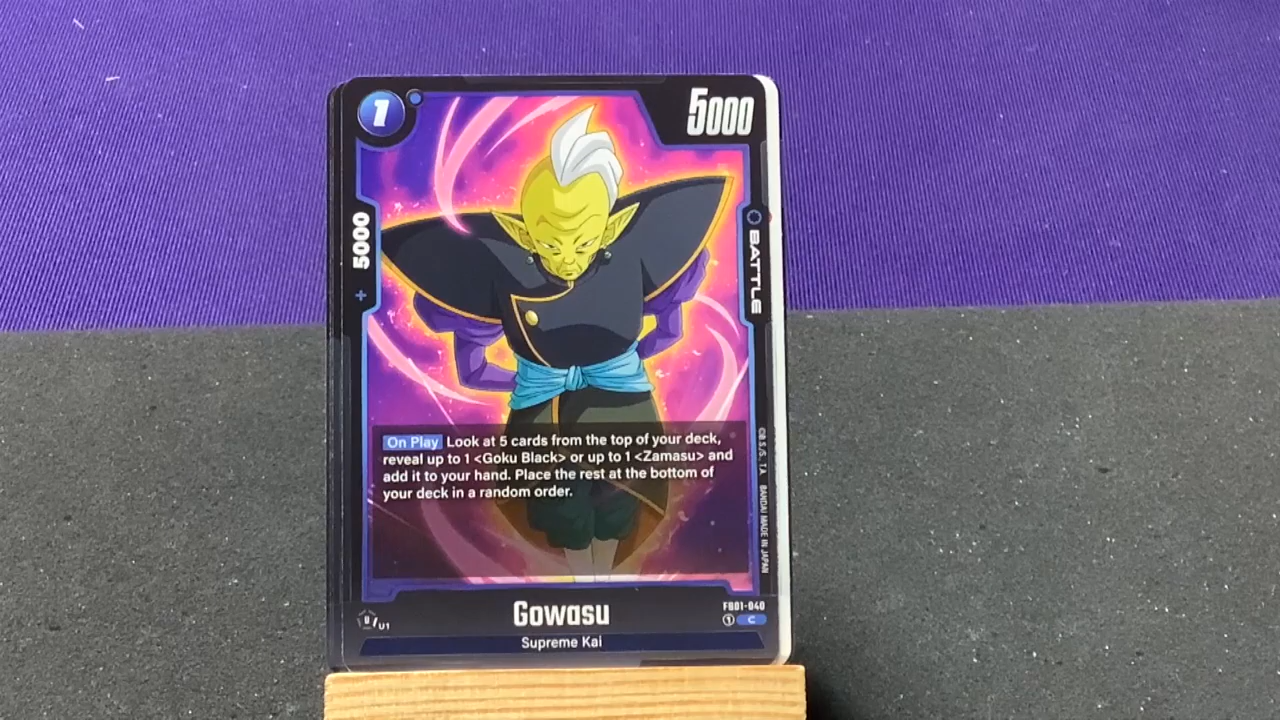 1
5000
+ 5000
BATTLE
On Play Look at 5 cards from the top of your deck,
reveal up to 1 <Goku Black> or up to 1 <Zamasu> and
add it to your hand. Place the rest at the bottom of
your deck in a random order.
BANDAI MADE IN JAPAN
Gowasu
FB01-040
1 C
U1
Supreme Kai